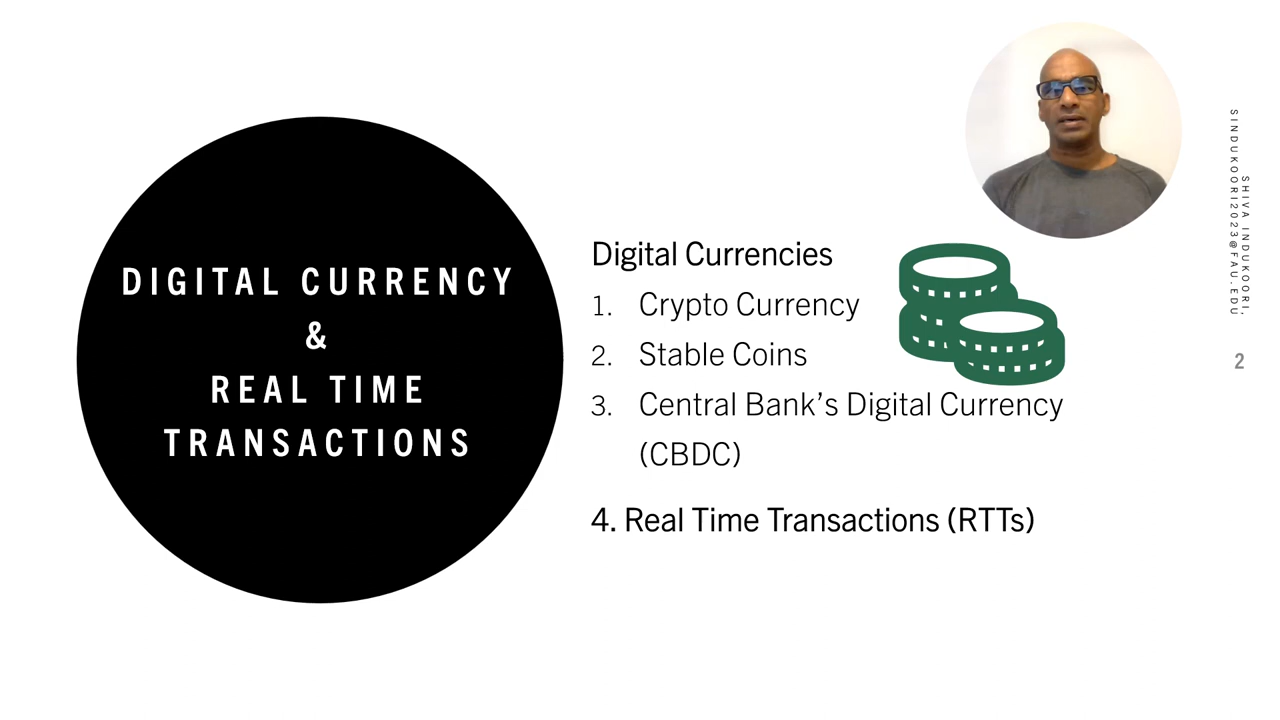 DIGITAL CURRENCY
&
REAL TIME
TRANSACTIONS
Digital Currencies
1. Crypto Currency
2. Stable Coins
3. Central Bank’s Digital Currency
(CBDC)
4. Real Time Transactions (RTTs)
SHIVA INDUKOORI,
SINDUKOORI2023@FAU.EDU
2